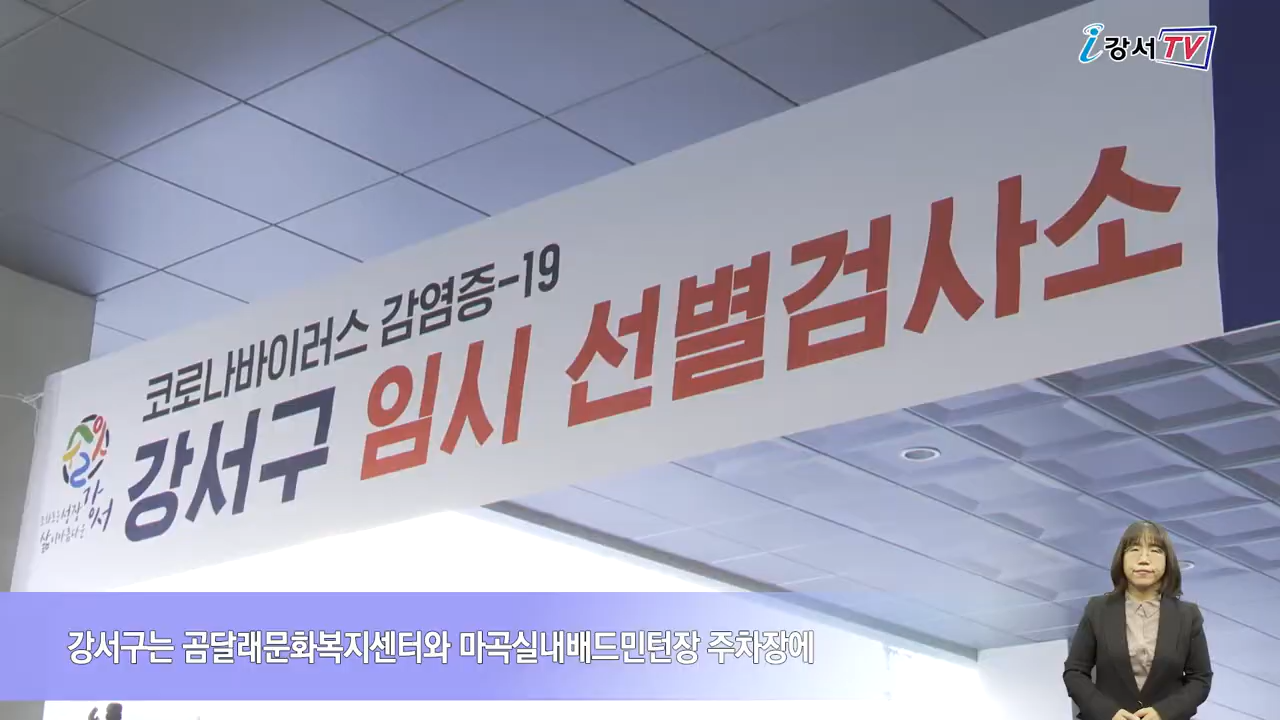 i강서TV
코로나바이러스 감염증-19
강서구 임시 선별검사소
강서
강서구는 곰달래문화복지센터와 마곡실내배드민턴장 주차장에